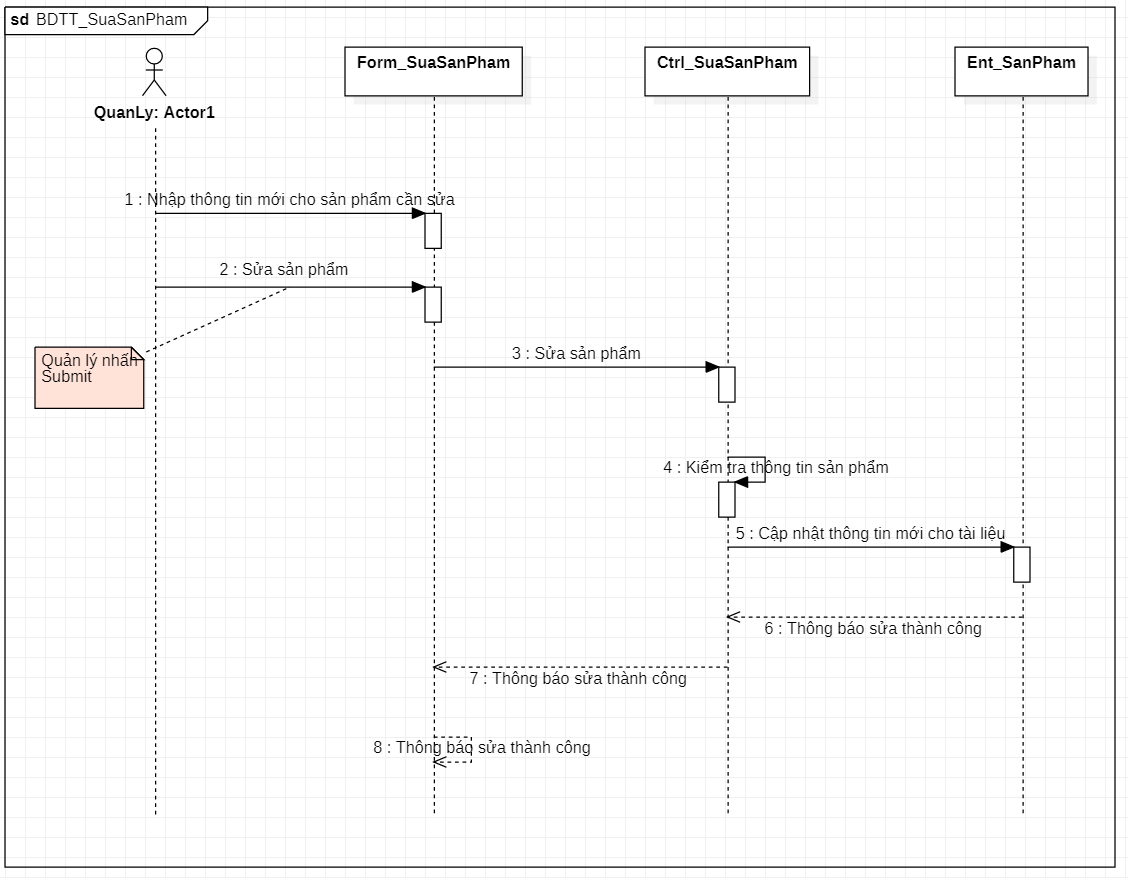 sd BDTT_SuaSanPham
QuanLy: Actor1
Form_SuaSanPham
Ctrl_SuaSanPham
Ent_SanPham
1 : Nhập thông tin mới cho sản phẩm cần sửa
2 : Sửa sản phẩm
Quản lý nhấn
Submit
3 : Sửa sản phẩm
4 : Kiểm tra thông tin sản phẩm
5 : Cập nhật thông tin mới cho tài liệu
6 : Thông báo sửa thành công
7 : Thông báo sửa thành công
8 : Thông báo sửa thành công